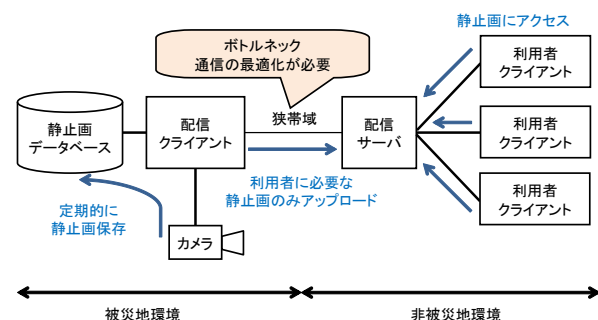 静止画にアクセス
ボトルネック
通信の最適化が必要
利用者
クライアント
静止画
データベース
配信
クライアント
狭帯域
配信
サーバ
利用者
クライアント
利用者に必要な
静止画のみアップロード
利用者
クライアント
定期的に
静止画保存
カメラ
被災地環境
非被災地環境